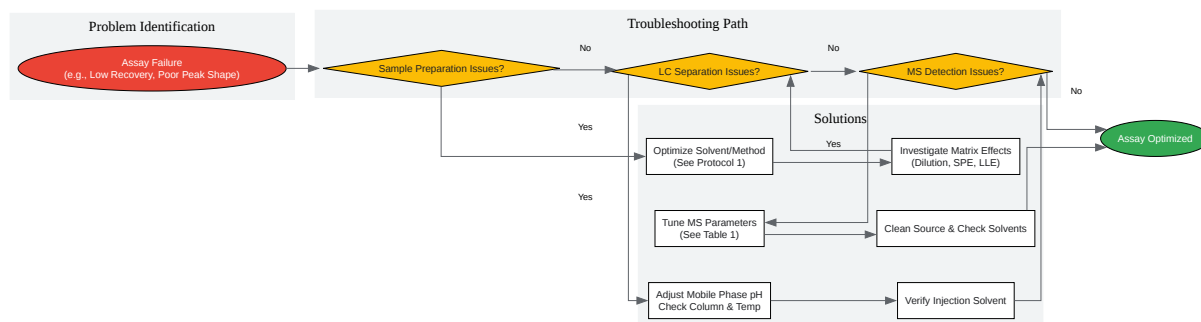 Problem Identification
Troubleshooting Path
Assay Failure
(e.g., Low Recovery, Poor Peak Shape)
Sample Preparation Issues?
No
LC Separation Issues?
No
MS Detection Issues?
No
Assay Optimized
Solutions
Yes
Optimize Solvent/Method
(See Protocol 1)
Yes
Investigate Matrix Effects
(Dilution, SPE, LLE)
Yes
Tune MS Parameters
(See Table 1)
Clean Source & Check Solvents
Adjust Mobile Phase pH
Check Column & Temp
Verify Injection Solvent